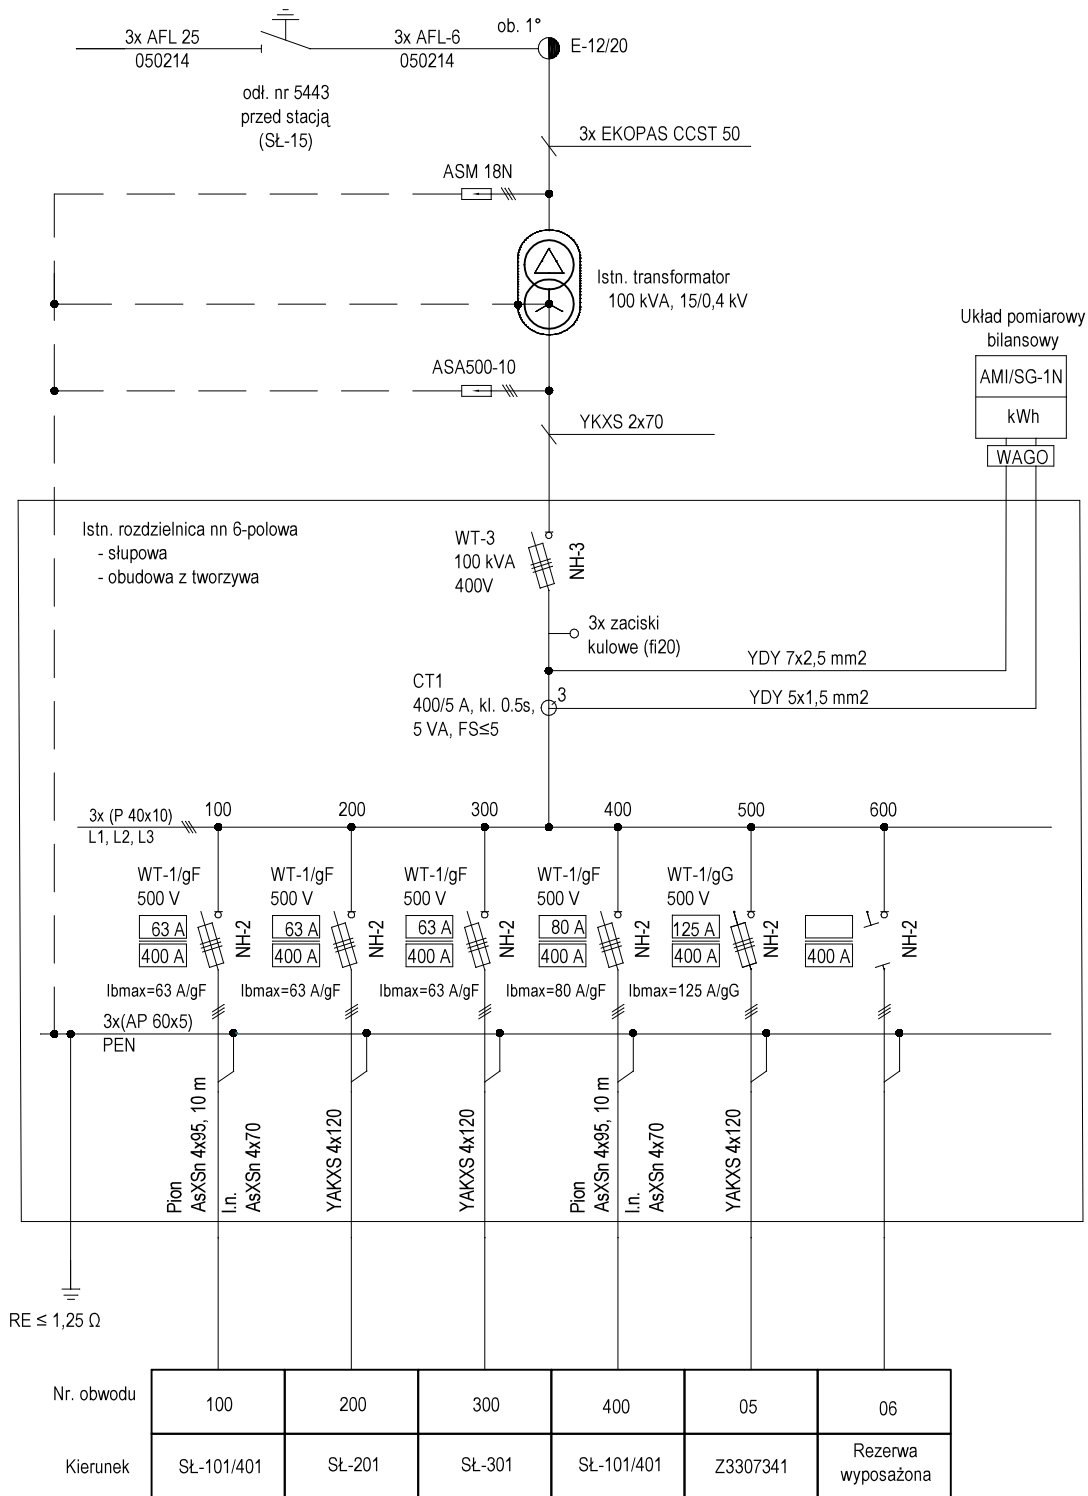 3x AFL 25
050214
3x AFL-6
050214
ob. 1°
E-12/20
odł. nr 5443
przed stacją
(SŁ-15)
3x EKOPAS CCST 50
ASM 18N
Istn. transformator
100 kVA, 15/0,4 kV
Układ pomiarowy
bilansowy
AMI/SG-1N
kWh
WAGO
ASA500-10
YKXS 2x70
Istn. rozdzielnica nn 6-polowa
- słupowa
- obudowa z tworzywa
WT-3
100 kVA
400V
NH-3
3x zaciski
kulowe (fi20)
YDY 7x2,5 mm2
CT1
400/5 A, kl. 0.5s,
5 VA, FS≤5
3
YDY 5x1,5 mm2
3x (P 40x10)
L1, L2, L3
100
200
300
400
500
600
WT-1/gF
500 V
63 A
400 A
NH-2
WT-1/gF
500 V
63 A
400 A
NH-2
WT-1/gF
500 V
63 A
400 A
NH-2
WT-1/gF
500 V
80 A
400 A
NH-2
WT-1/gG
500 V
125 A
400 A
NH-2
400 A
NH-2
Ibmax=63 A/gF
Ibmax=63 A/gF
Ibmax=63 A/gF
Ibmax=80 A/gF
Ibmax=125 A/gG
3x(AP 60x5)
PEN
Pion
AsXSn 4x95, 10 m
l.n.
AsXSn 4x70
YAKXS 4x120
YAKXS 4x120
Pion
AsXSn 4x95, 10 m
l.n.
AsXSn 4x70
YAKXS 4x120
RE ≤ 1,25 Ω
Nr. obwodu
100
200
300
400
05
06
Kierunek
SŁ-101/401
SŁ-201
SŁ-301
SŁ-101/401
Z3307341
Rezerwa
wyposażona